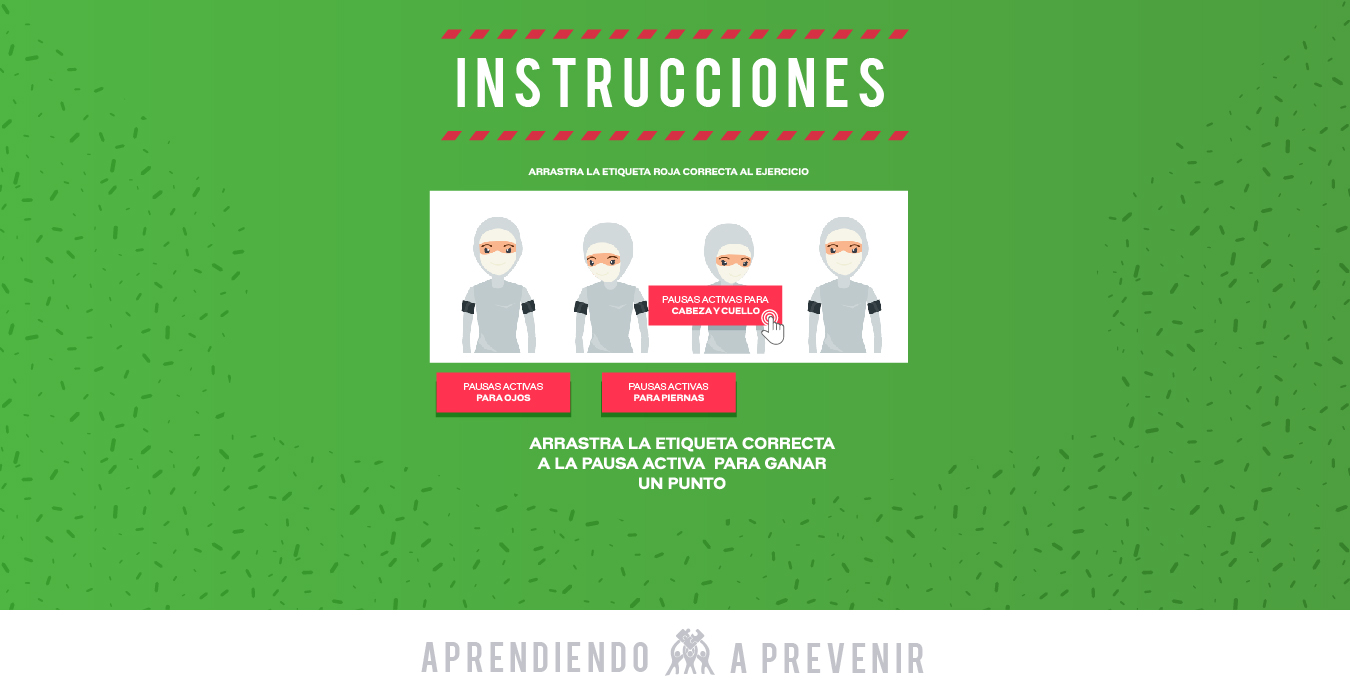 INSTRUCCIONES
ARRASTRA LA ETIQUETA ROJA CORRECTA AL EJERCICIO
PAUSAS ACTIVAS PARA
CABEZA Y CUELLO
PAUSAS ACTIVAS
PARA OJOS
PAUSAS ACTIVAS
PARA PIERNAS
ARRASTRA LA ETIQUETA CORRECTA
A LA PAUSA ACTIVA PARA GANAR
UN PUNTO
APRENDIENDO A PREVENIR